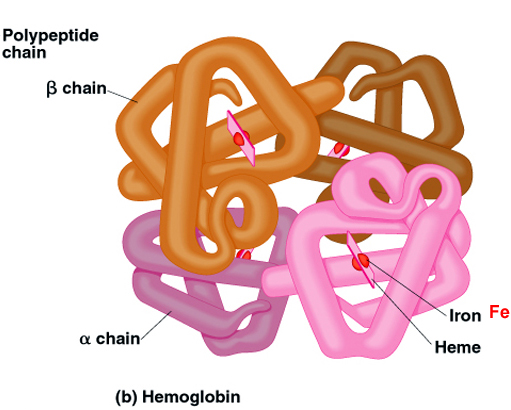 Polypeptide
chain
β chain
Iron Fe
α chain
Heme
(b) Hemoglobin